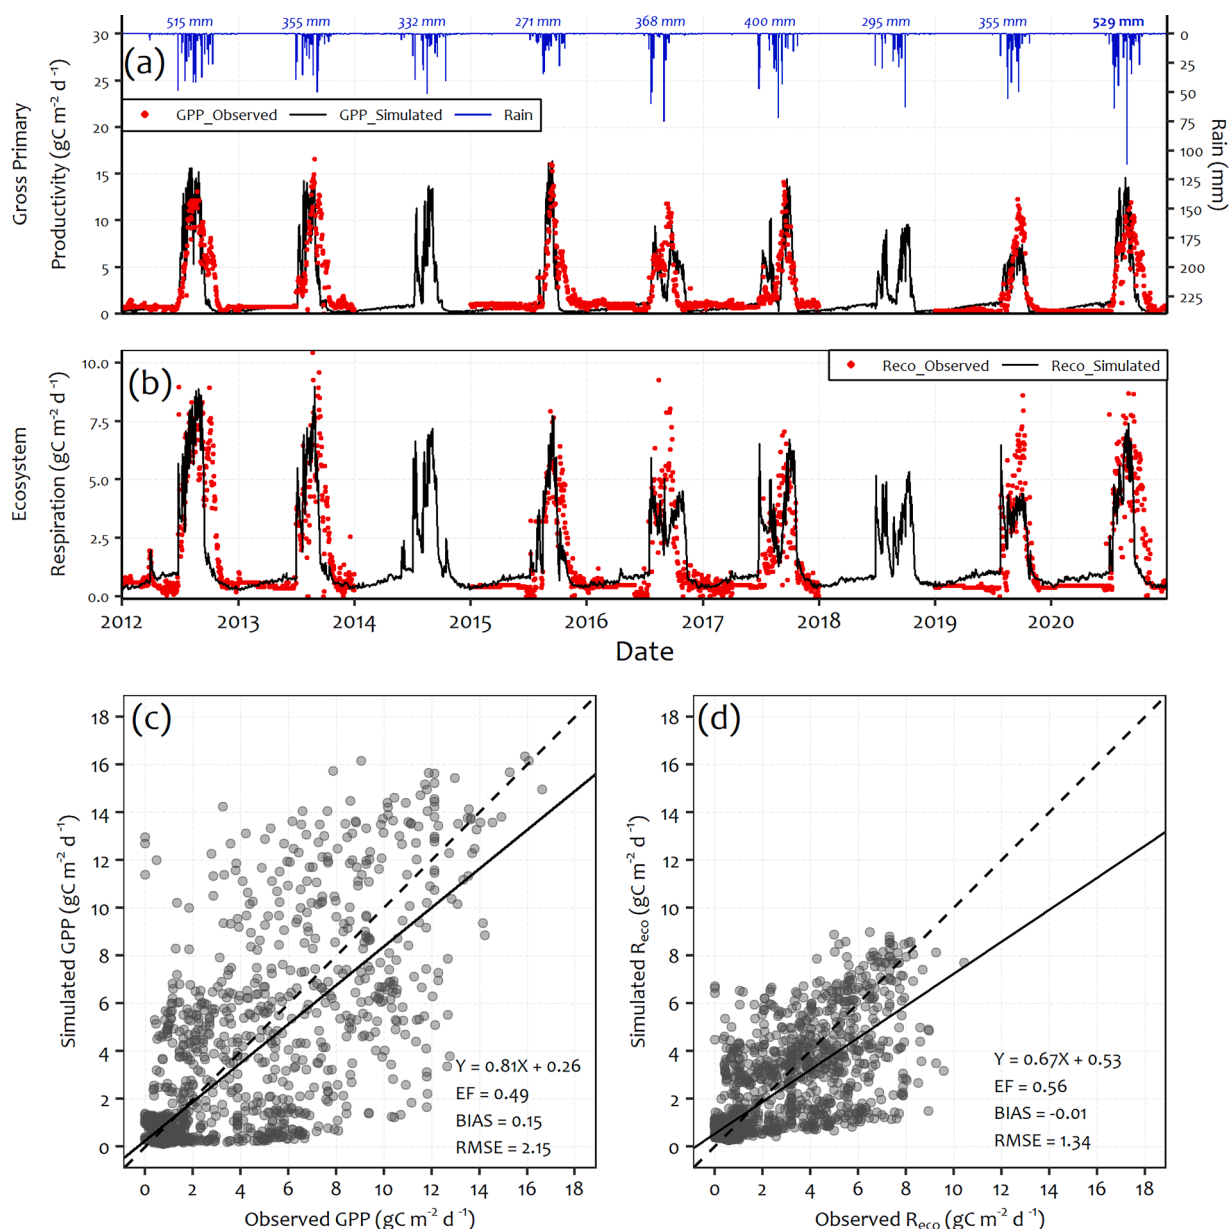 515 mm 355 mm 332 mm 271 mm 368 mm 400 mm 295 mm 355 mm 529 mm
(a)
30
25
20
15
10
5
0
Gross Primary
Productivity (gC m⁻² d⁻¹)
GPP_Observed GPP_Simulated Rain
0
25
50
75
100
125
150
175
200
225
Rain (mm)
(b)
10.0
7.5
5.0
2.5
0.0
Ecosystem
Respiration (gC m⁻² d⁻¹)
Reco_Observed Reco_Simulated
2012 2013 2014 2015 2016 2017 2018 2019 2020
Date
(c)
18
16
14
12
10
8
6
4
2
0
Simulated GPP (gC m⁻² d⁻¹)
Y = 0.81X + 0.26
EF = 0.49
BIAS = 0.15
RMSE = 2.15
0 2 4 6 8 10 12 14 16 18
Observed GPP (gC m⁻² d⁻¹)
(d)
18
16
14
12
10
8
6
4
2
0
Simulated Reco (gC m⁻² d⁻¹)
Y = 0.67X + 0.53
EF = 0.56
BIAS = -0.01
RMSE = 1.34
0 2 4 6 8 10 12 14 16 18
Observed Reco (gC m⁻² d⁻¹)